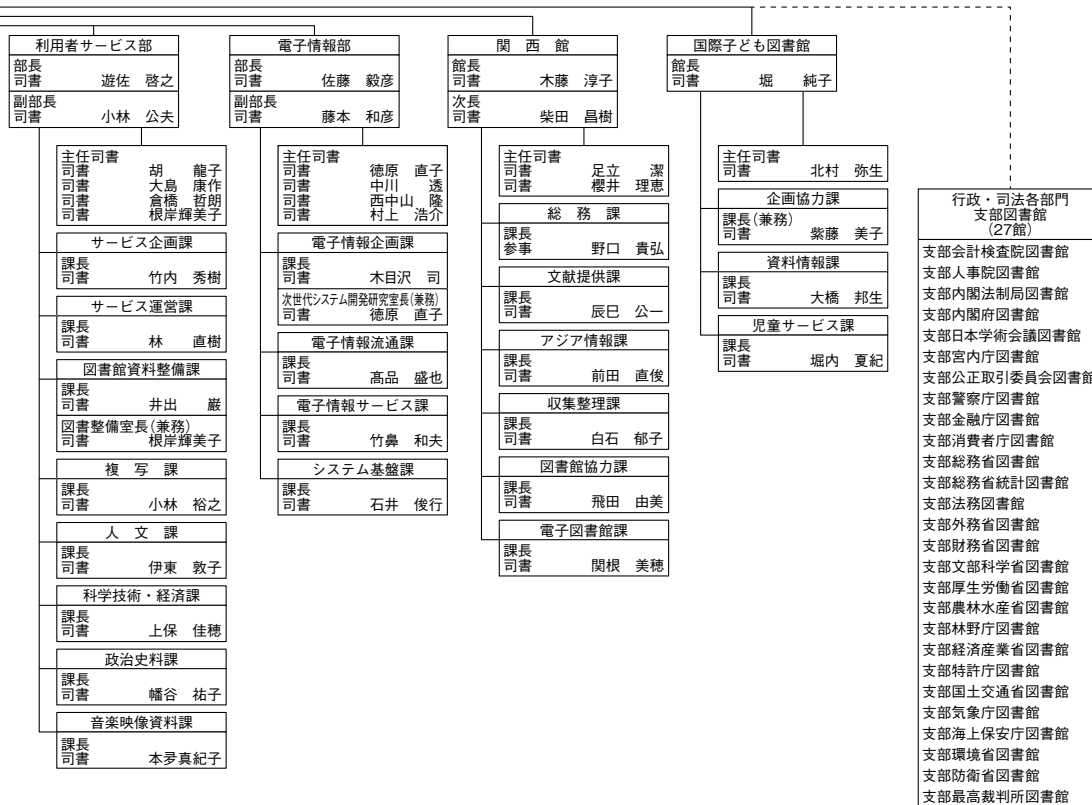 利用者サービス部
部長
司書 遊佐 啓之
副部長
司書 小林 公夫
主任司書
司書 胡 龍子
司書 大島 康作
司書 倉橋 哲朗
司書 根岸輝美子
サービス企画課
課長
司書 竹内 秀樹
サービス運営課
課長
司書 林 直樹
図書館資料整備課
課長
司書 井出 巌
図書整備室長(兼務)
司書 根岸輝美子
複写課
課長
司書 小林 裕之
人文課
課長
司書 伊東 敦子
科学技術・経済課
課長
司書 上保 佳穂
政治史料課
課長
司書 幡谷 祐子
音楽映像資料課
課長
司書 本夛真紀子
電子情報部
部長
司書 佐藤 毅彦
副部長
司書 藤本 和彦
主任司書
司書 徳原 直子
司書 中川 透
司書 西中山 隆
司書 村上 浩介
電子情報企画課
課長
司書 木目沢 司
次世代システム開発研究室長(兼務)
司書 徳原 直子
電子情報流通課
課長
司書 髙品 盛也
電子情報サービス課
課長
司書 竹鼻 和夫
システム基盤課
課長
司書 石井 俊行
関西館
館長
司書 木藤 淳子
次長
司書 柴田 昌樹
主任司書
司書 足立 潔
司書 櫻井 理恵
総務課
課長
参事 野口 貴弘
文献提供課
課長
司書 辰巳 公一
アジア情報課
課長
司書 前田 直俊
収集整理課
課長
司書 白石 郁子
図書館協力課
課長
司書 飛田 由美
電子図書館課
課長
司書 関根 美穂
国際子ども図書館
館長
司書 堀 純子
主任司書
司書 北村 弥生
企画協力課
課長(兼務)
司書 紫藤 美子
資料情報課
課長
司書 大橋 邦生
児童サービス課
課長
司書 堀内 夏紀
行政・司法各部門
支部図書館
(27館)
支部会計検査院図書館
支部人事院図書館
支部内閣法制局図書館
支部内閣府図書館
支部日本学術会議図書館
支部宮内庁図書館
支部公正取引委員会図書館
支部警察庁図書館
支部金融庁図書館
支部消費者庁図書館
支部総務省図書館
支部総務省統計図書館
支部法務図書館
支部外務省図書館
支部財務省図書館
支部文部科学省図書館
支部厚生労働省図書館
支部農林水産省図書館
支部林野庁図書館
支部経済産業省図書館
支部特許庁図書館
支部国土交通省図書館
支部気象庁図書館
支部海上保安庁図書館
支部環境省図書館
支部防衛省図書館
支部最高裁判所図書館